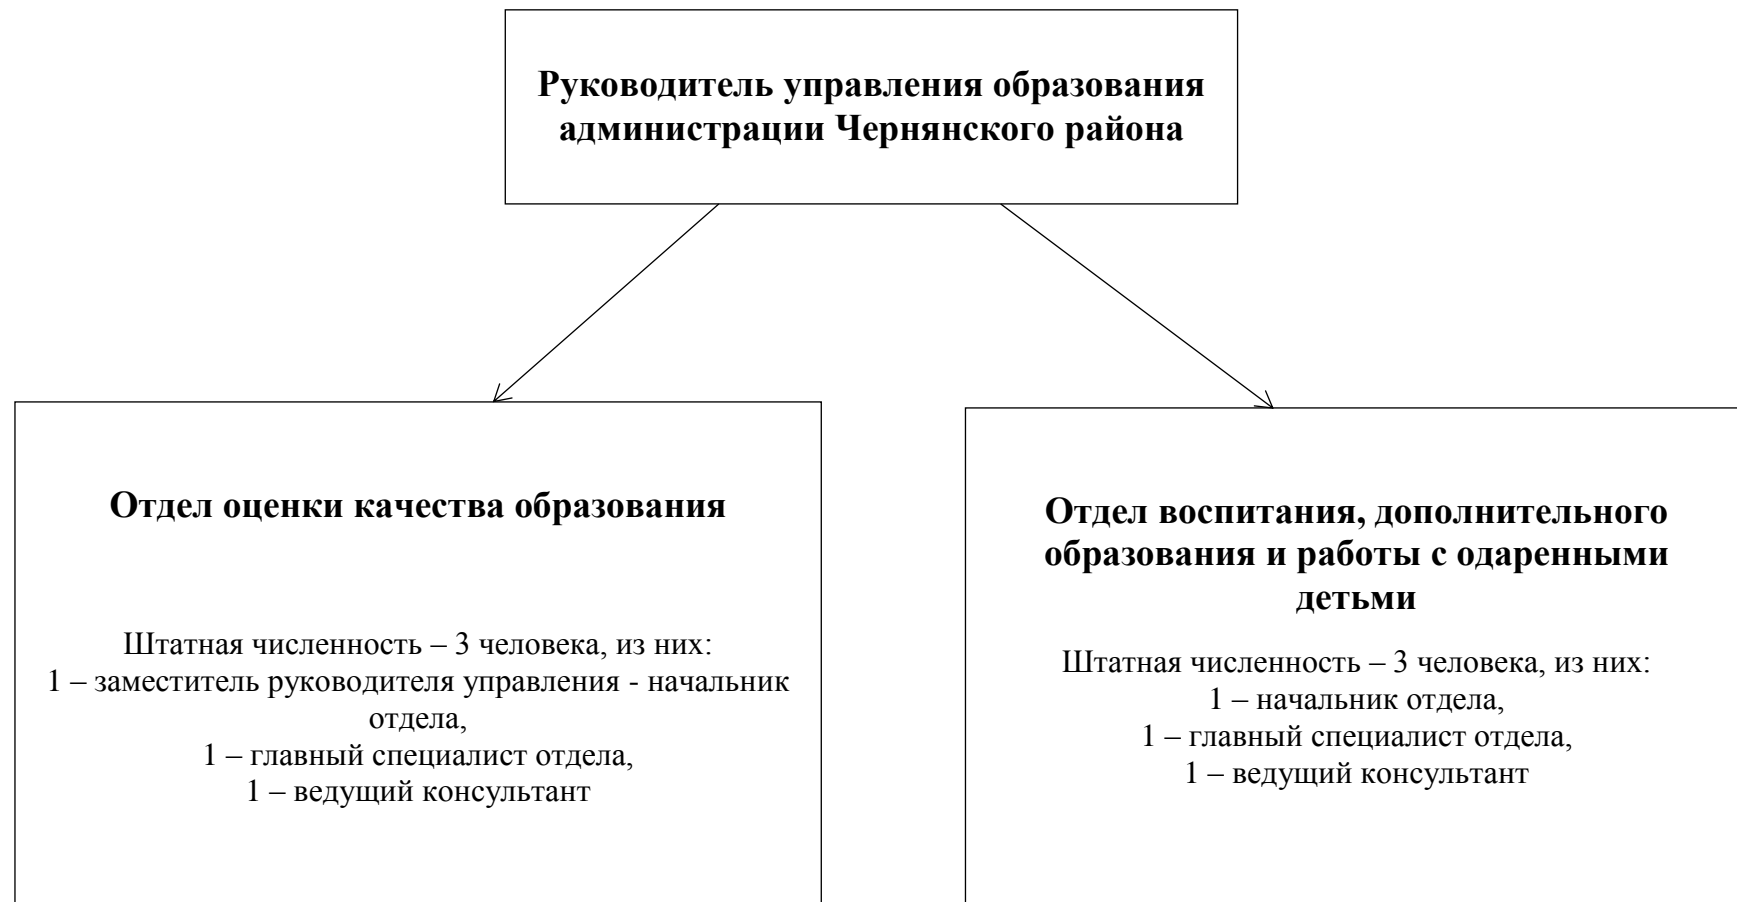 Руководитель управления образования
администрации Чернянского района
Отдел оценки качества образования
Штатная численность – 3 человека, из них:
1 – заместитель руководителя управления - начальник
отдела,
1 – главный специалист отдела,
1 – ведущий консультант
Отдел воспитания, дополнительного
образования и работы с одаренными
детьми
Штатная численность – 3 человека, из них:
1 – начальник отдела,
1 – главный специалист отдела,
1 – ведущий консультант